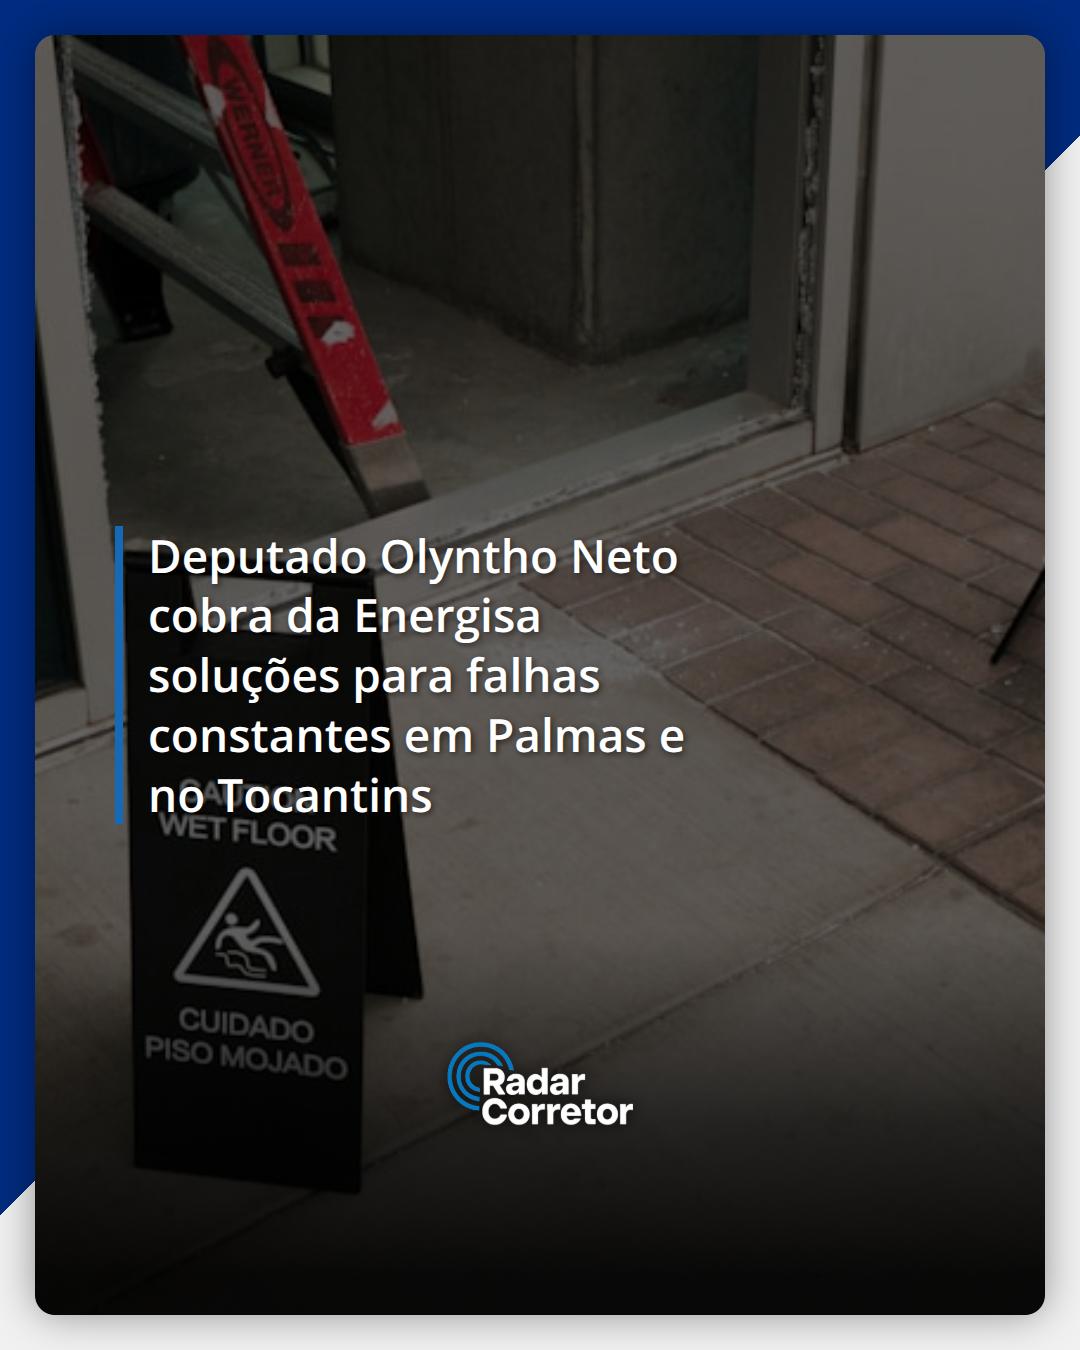 WERNER
Deputado Olyntho Neto
cobra da Energisa
soluções para falhas
constantes em Palmas e
no Tocantins
CAUTION
WET FLOOR
CUIDADO
PISO MOJADO
Radar
Corretor